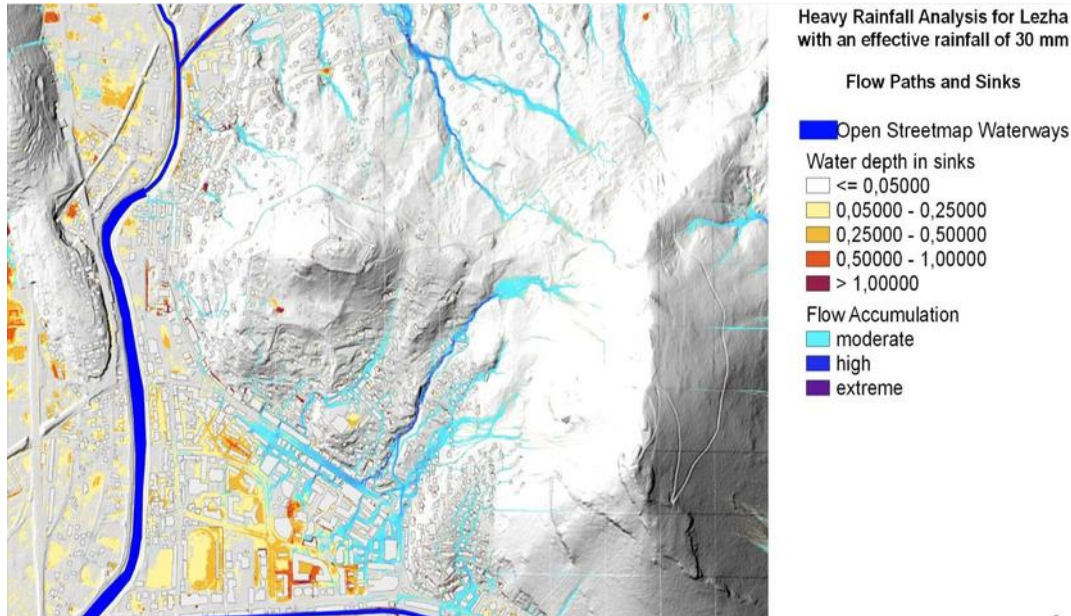 Heavy Rainfall Analysis for Lezha
with an effective rainfall of 30 mm
Flow Paths and Sinks
Open Streetmap Waterways
Water depth in sinks
<= 0,05000
0,05000 - 0,25000
0,25000 - 0,50000
0,50000 - 1,00000
> 1,00000
Flow Accumulation
moderate
high
extreme